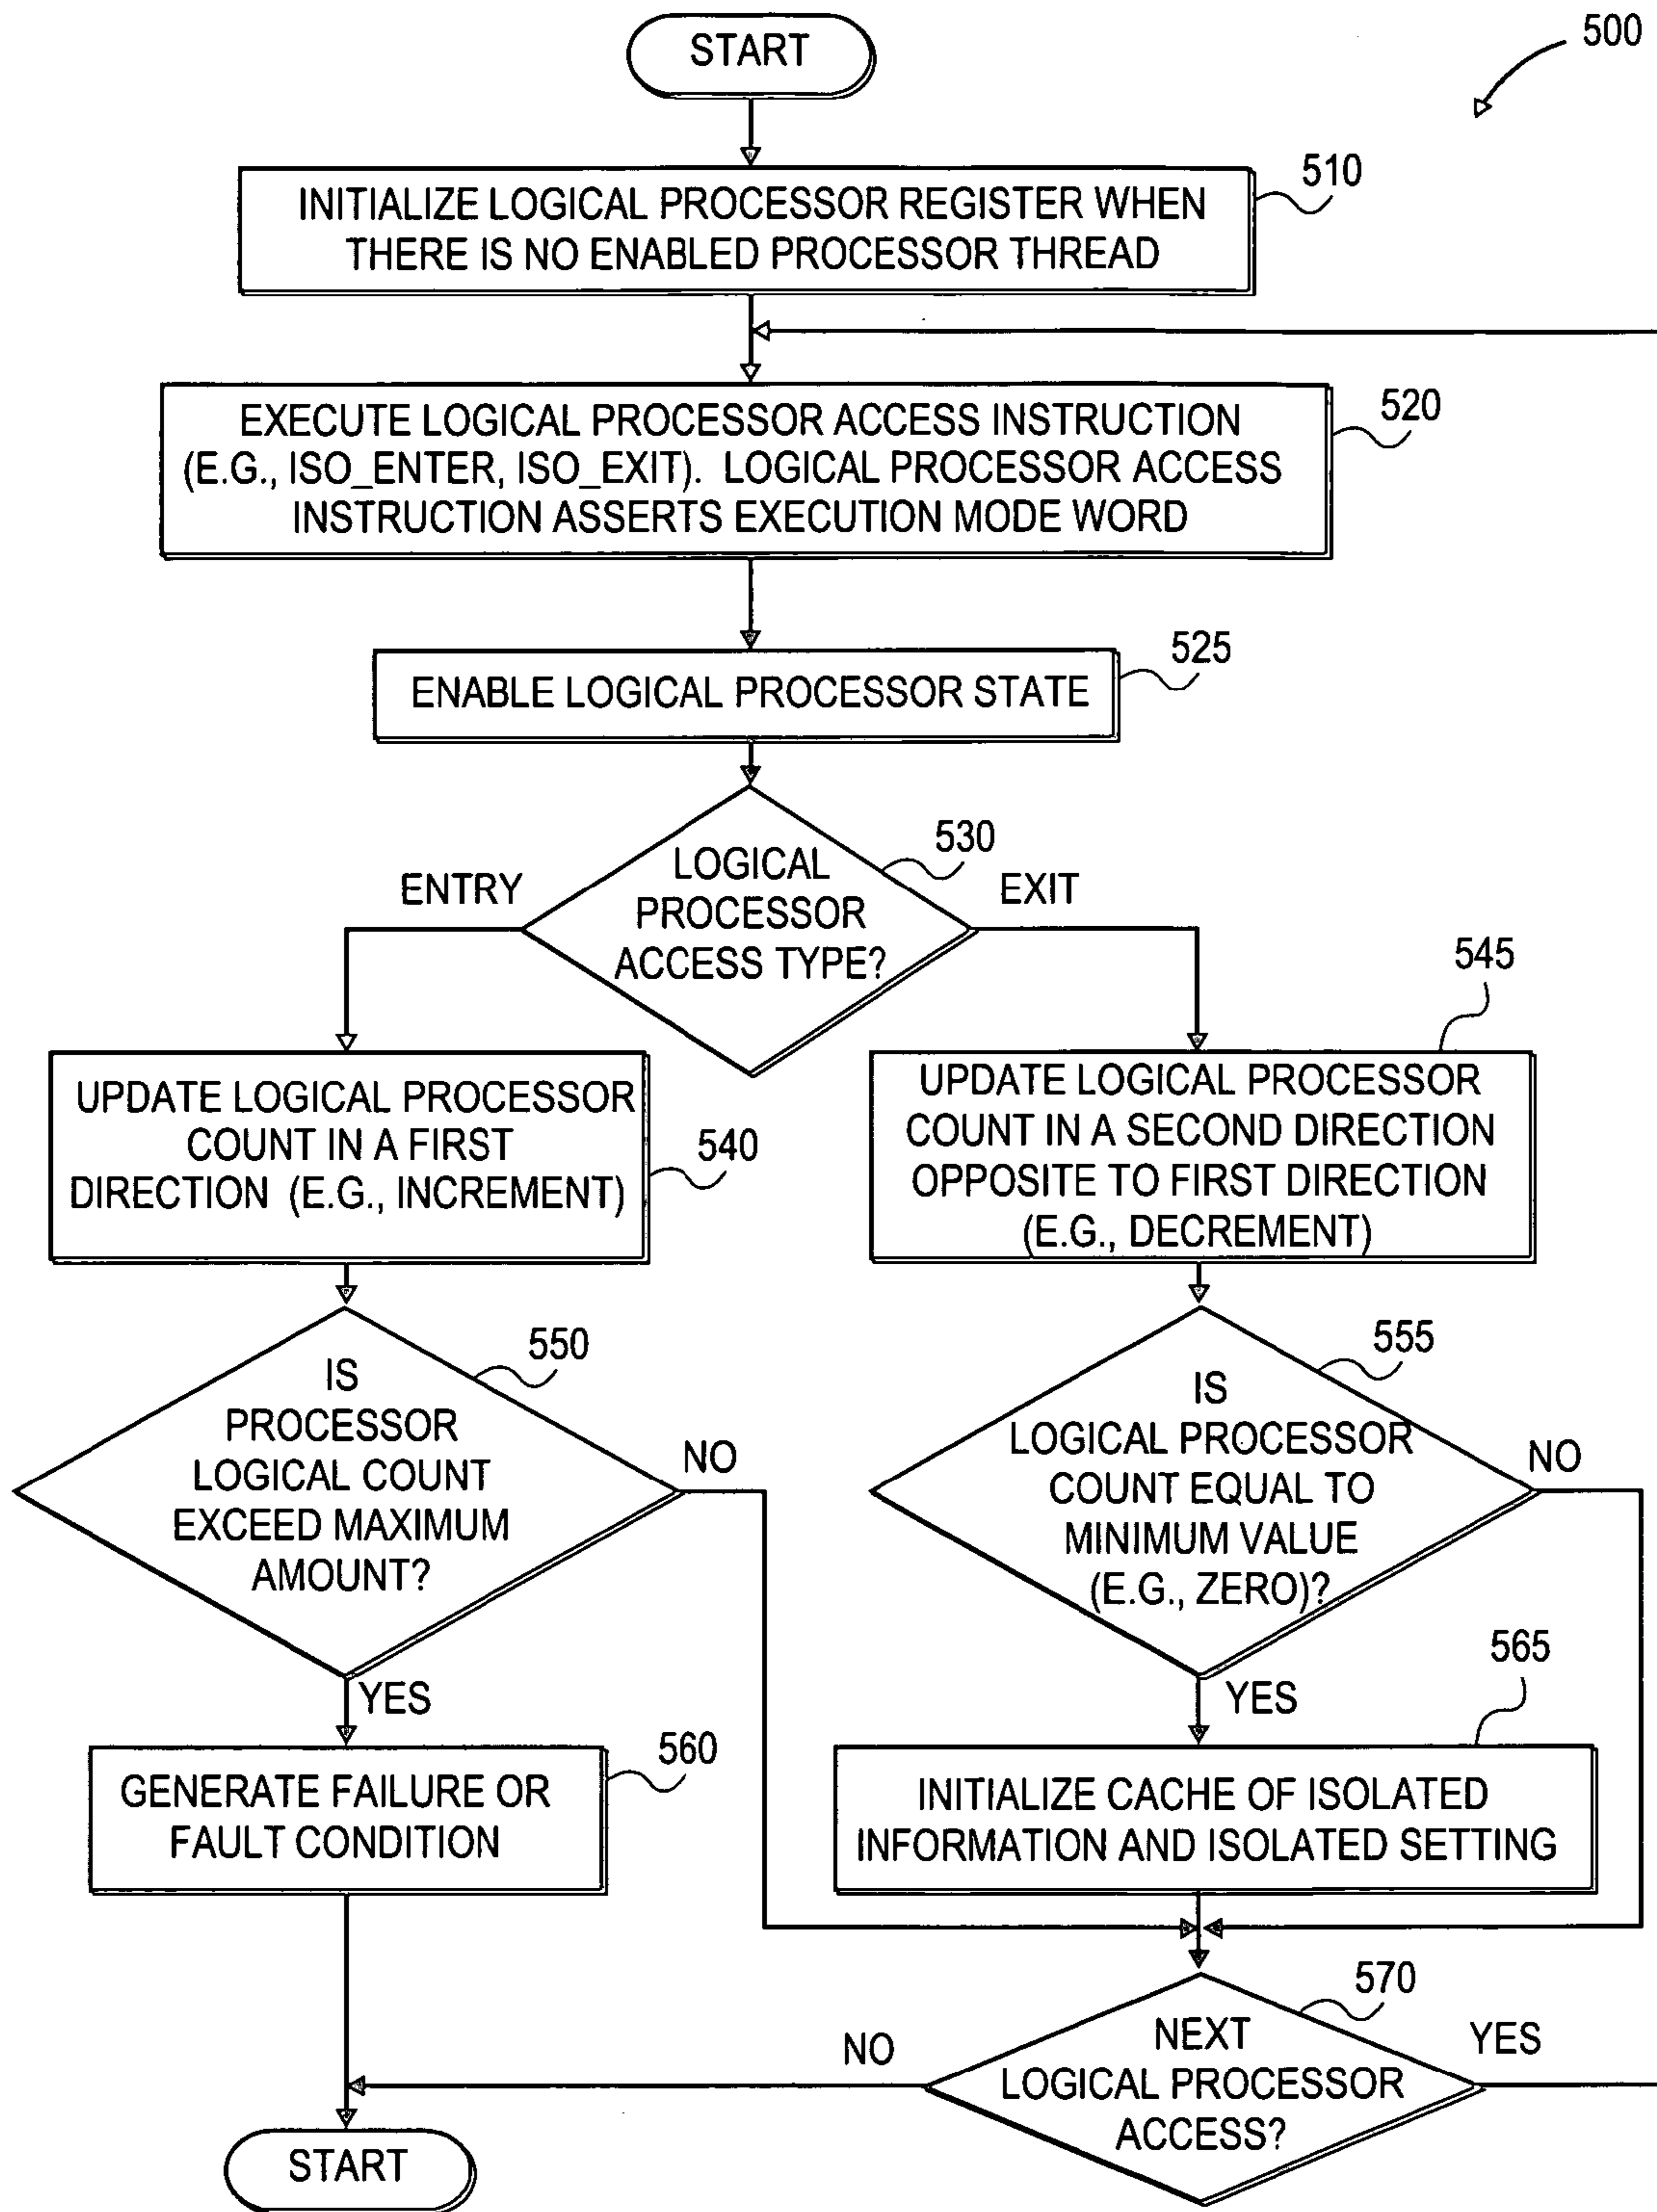 START
500
510
INITIALIZE LOGICAL PROCESSOR REGISTER WHEN
THERE IS NO ENABLED PROCESSOR THREAD
520
EXECUTE LOGICAL PROCESSOR ACCESS INSTRUCTION
(E.G., ISO_ENTER, ISO_EXIT). LOGICAL PROCESSOR ACCESS
INSTRUCTION ASSERTS EXECUTION MODE WORD
525
ENABLE LOGICAL PROCESSOR STATE
530
LOGICAL
PROCESSOR
ACCESS TYPE?
ENTRY
EXIT
540
UPDATE LOGICAL PROCESSOR
COUNT IN A FIRST
DIRECTION (E.G., INCREMENT)
545
UPDATE LOGICAL PROCESSOR
COUNT IN A SECOND DIRECTION
OPPOSITE TO FIRST DIRECTION
(E.G., DECREMENT)
550
IS
PROCESSOR
LOGICAL COUNT
EXCEED MAXIMUM
AMOUNT?
NO
YES
555
IS
LOGICAL PROCESSOR
COUNT EQUAL TO
MINIMUM VALUE
(E.G., ZERO)?
NO
YES
560
GENERATE FAILURE OR
FAULT CONDITION
565
INITIALIZE CACHE OF ISOLATED
INFORMATION AND ISOLATED SETTING
570
NEXT
LOGICAL PROCESSOR
ACCESS?
NO
YES
START